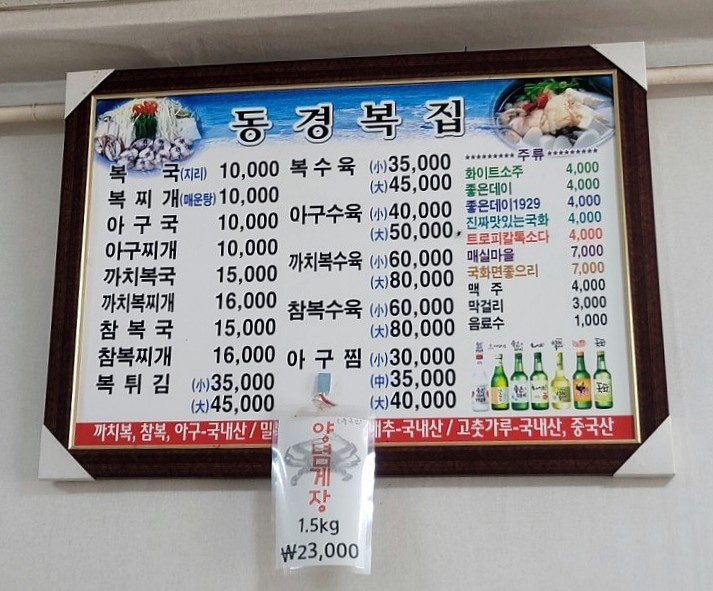 동경복집
복 국(지리) 10,000
복 찌개(매운탕) 10,000
아구국 10,000
아구찌개 10,000
까치복국 15,000
까치복찌개 16,000
참복국 15,000
참복찌개 16,000
복튀김 (小)35,000
(大)45,000
복수육 (小)35,000
(大)45,000
아구수육 (小)40,000
(大)50,000
까치복수육 (小)60,000
(大)80,000
참복수육 (小)60,000
(大)80,000
아구찜 (小)30,000
(中)35,000
(大)40,000
********* 주류 *********
화이트소주 4,000
좋은데이 4,000
좋은데이1929 4,000
진짜맛있는국화 4,000
트로피칼톡소다 4,000
매실마을 7,000
국화면좋으리 7,000
맥 주 4,000
막걸리 3,000
음료수 1,000
까치복, 참복, 아구-국내산 / 밀 배추-국내산 / 고춧가루-국내산, 중국산
양념게장
1.5kg
₩23,000